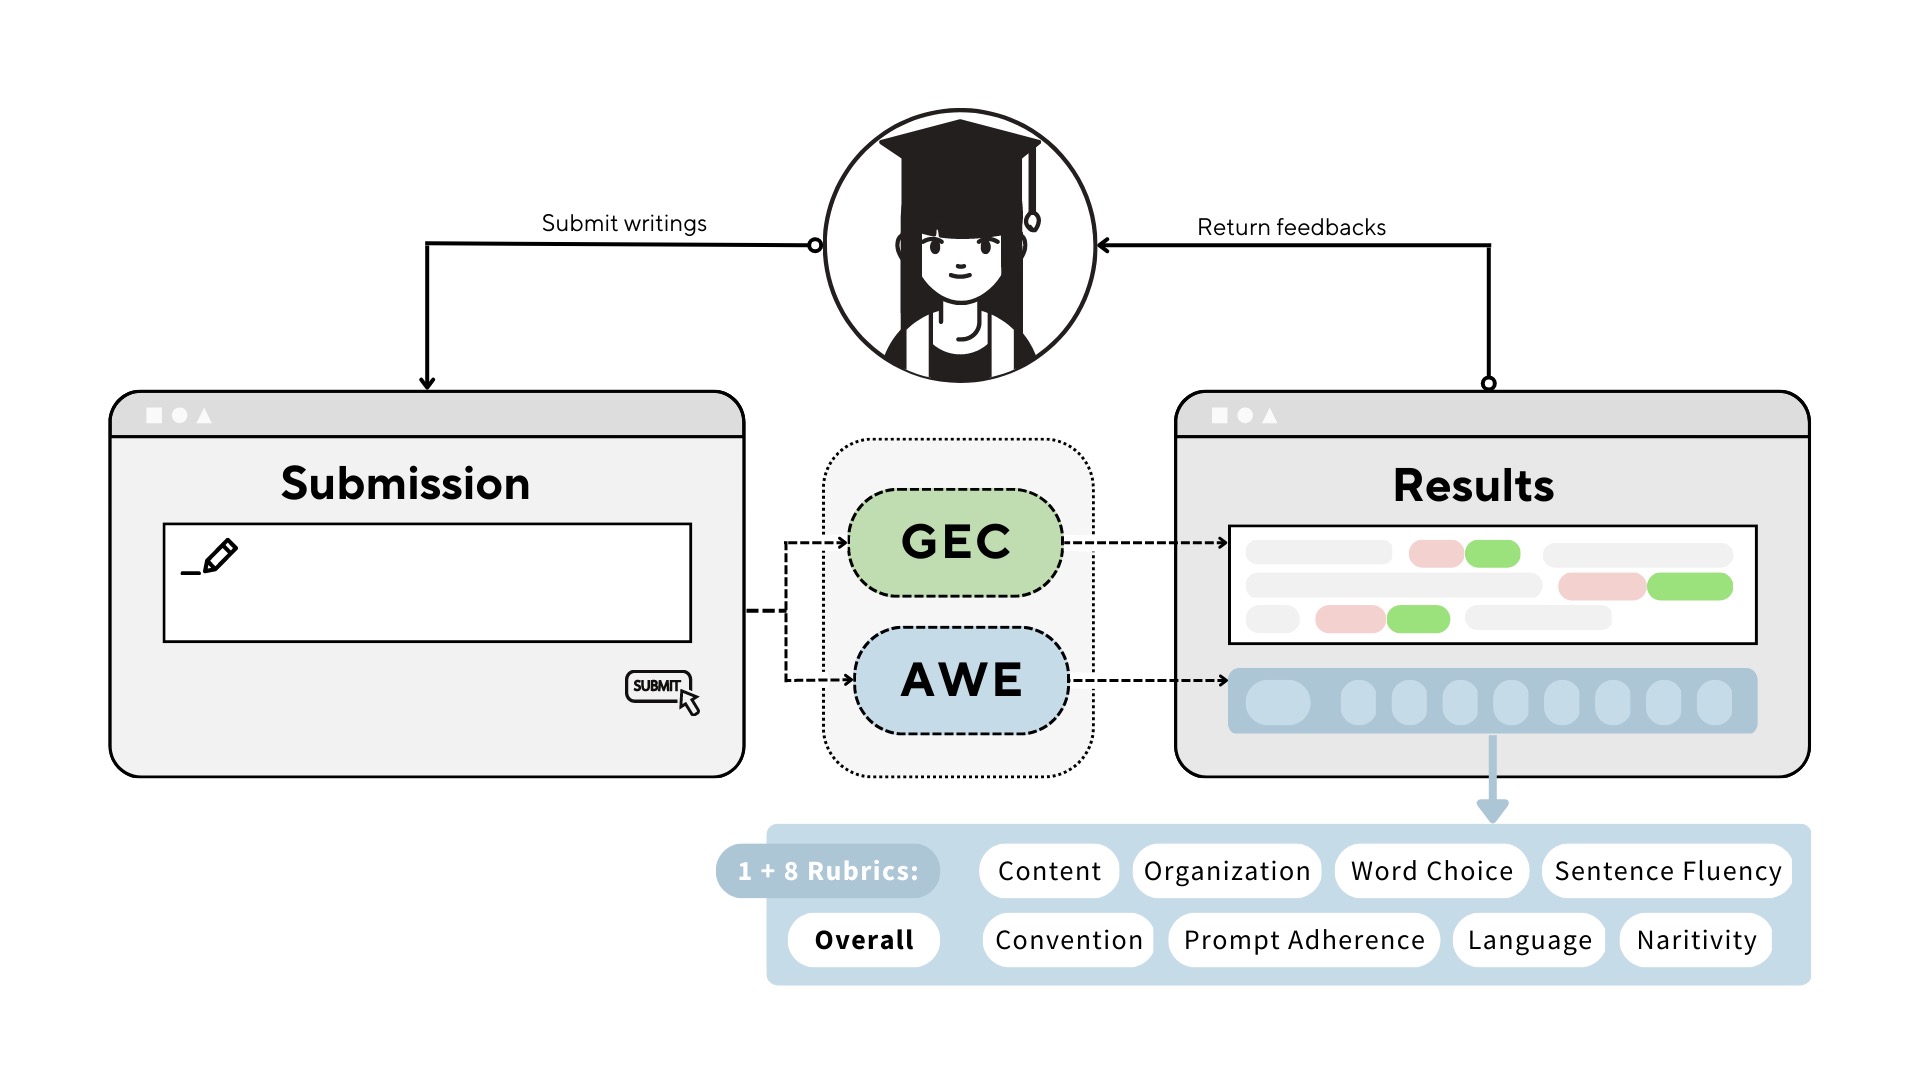 Submit writings
Return feedbacks
Submission
SUBMIT
GEC
AWE
Results
1 + 8 Rubrics:
Content
Organization
Word Choice
Sentence Fluency
Overall
Convention
Prompt Adherence
Language
Naritivity